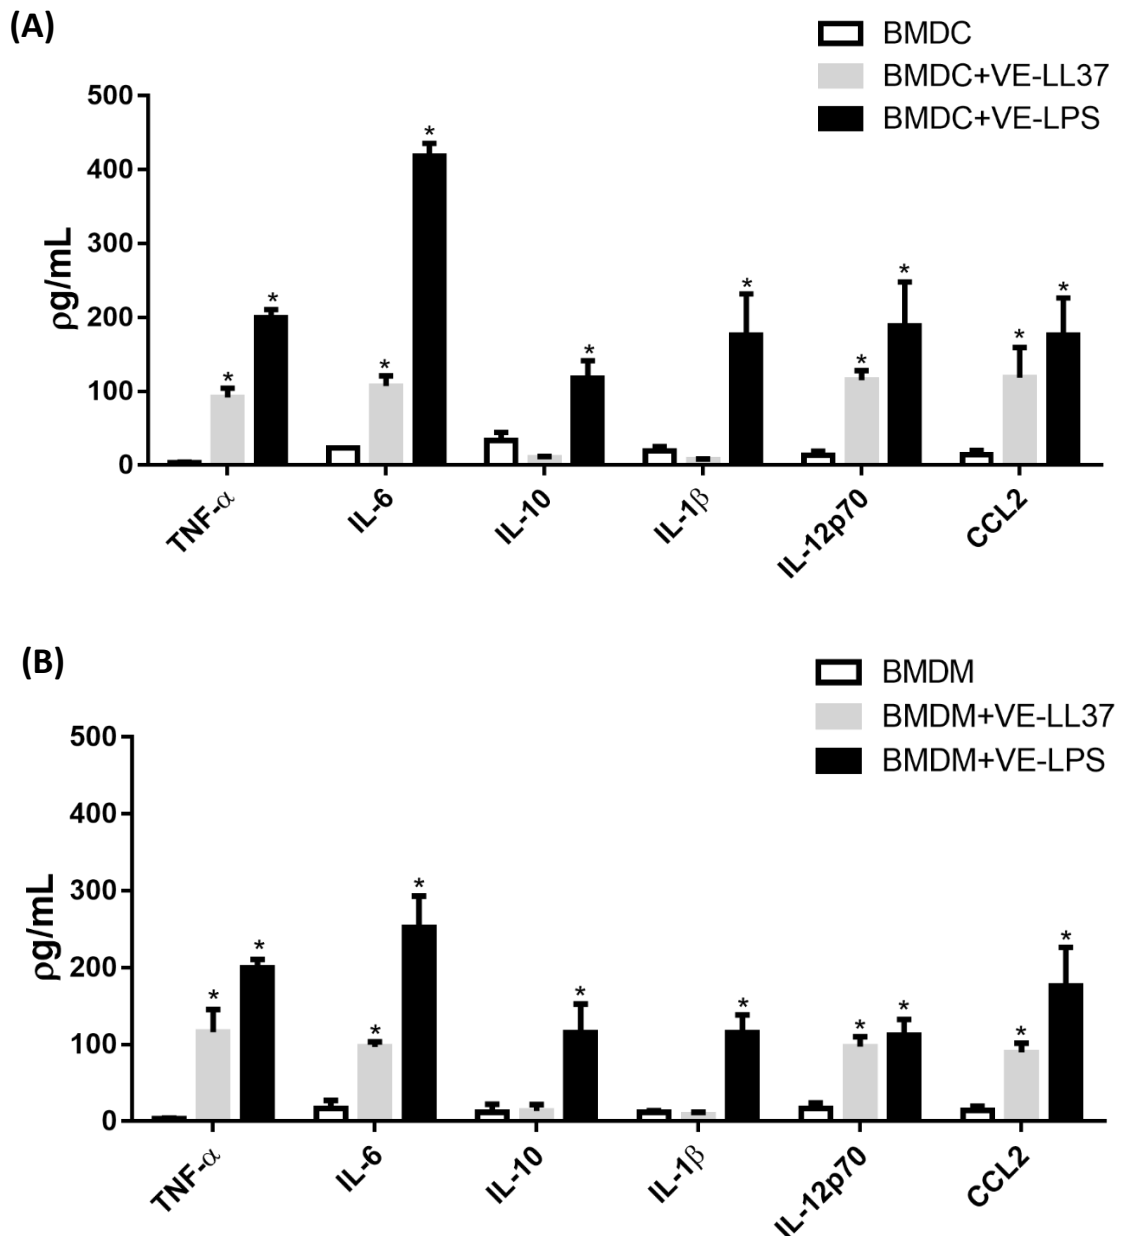 (A)
BMDC
BMDC+VE-LL37
BMDC+VE-LPS
500
400
300
200
100
0
ρg/mL
* * * * * * * * * *
TNF-α IL-6 IL-10 IL-1β IL-12p70 CCL2
(B)
BMDM
BMDM+VE-LL37
BMDM+VE-LPS
500
400
300
200
100
0
ρg/mL
* * * * * * * * * *
TNF-α IL-6 IL-10 IL-1β IL-12p70 CCL2